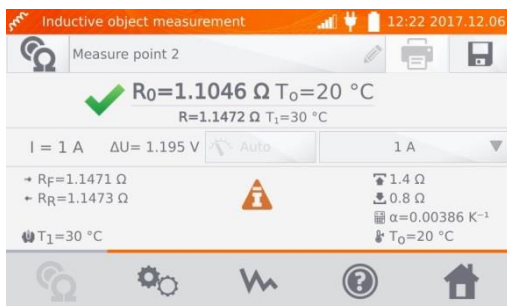 Inductive object measurement 12:22 2017.12.06
Measure point 2
R₀=1.1046 Ω T₀=20 °C
R=1.1472 Ω T₁=30 °C
I = 1 A ΔU= 1.195 V Auto 1 A
R_F=1.1471 Ω 1.4 Ω
R_R=1.1473 Ω 0.8 Ω
α=0.00386 K⁻¹
T₁=30 °C T₀=20 °C